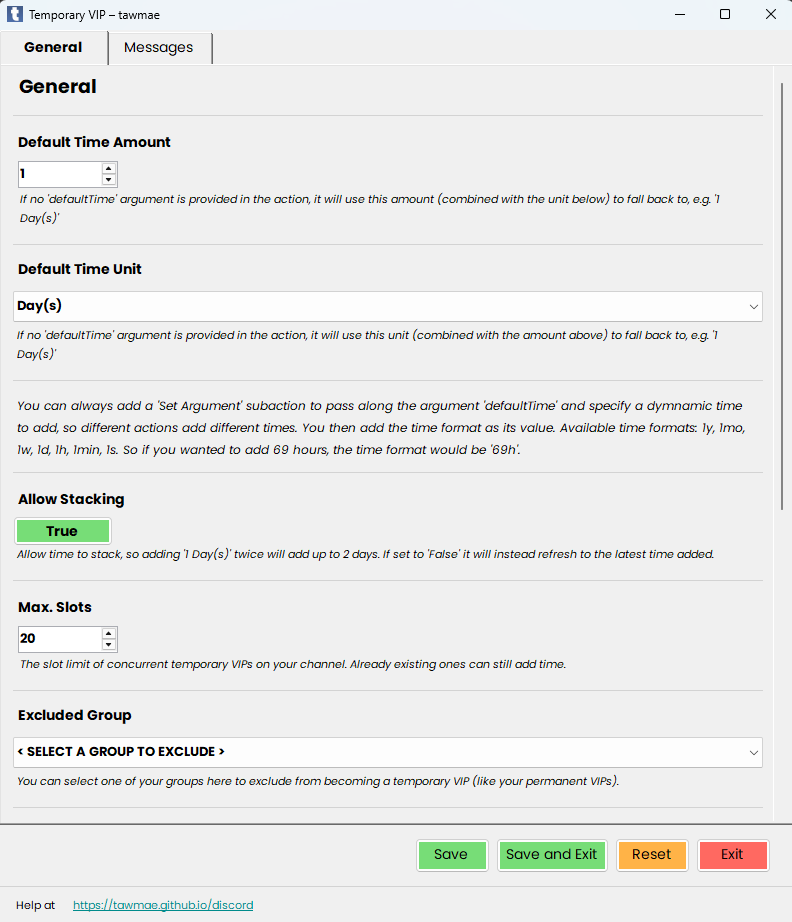 Temporary VIP – tawmae
General
Messages
General
Default Time Amount
1
If no 'defaultTime' argument is provided in the action, it will use this amount (combined with the unit below) to fall back to, e.g. '1
Day(s)'
Default Time Unit
Day(s)
If no 'defaultTime' argument is provided in the action, it will use this unit (combined with the amount above) to fall back to, e.g. '1
Day(s)'
You can always add a 'Set Argument' subaction to pass along the argument 'defaultTime' and specify a dymnamic time
to add, so different actions add different times. You then add the time format as its value. Available time formats: 1y, 1mo,
1w, 1d, 1h, 1min, 1s. So if you wanted to add 69 hours, the time format would be '69h'.
Allow Stacking
True
Allow time to stack, so adding '1 Day(s)' twice will add up to 2 days. If set to 'False' it will instead refresh to the latest time added.
Max. Slots
20
The slot limit of concurrent temporary VIPs on your channel. Already existing ones can still add time.
Excluded Group
< SELECT A GROUP TO EXCLUDE >
You can select one of your groups here to exclude from becoming a temporary VIP (like your permanent VIPs).
Save
Save and Exit
Reset
Exit
Help at
https://tawmae.github.io/discord